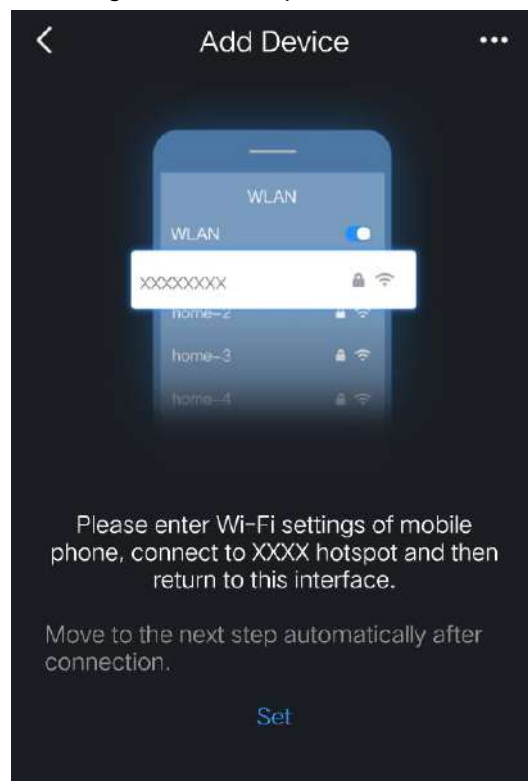 Add Device
WLAN
WLAN
XXXXXXXX
home-2
home-3
home-4
Please enter Wi-Fi settings of mobile
phone, connect to XXXX hotspot and then
return to this interface.
Move to the next step automatically after
connection.
Set